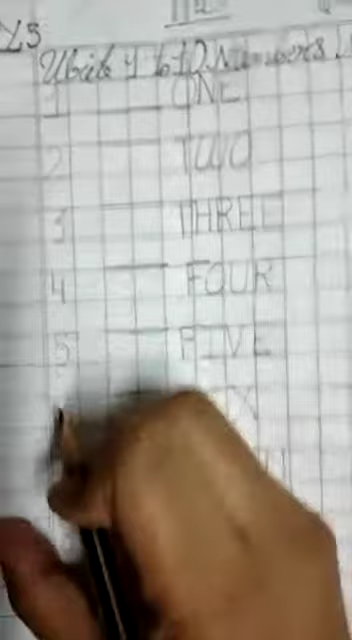 Write 1 to 10 Numbers
1 ONE
2 TWO
3 THREE
4 FOUR
5 FIVE